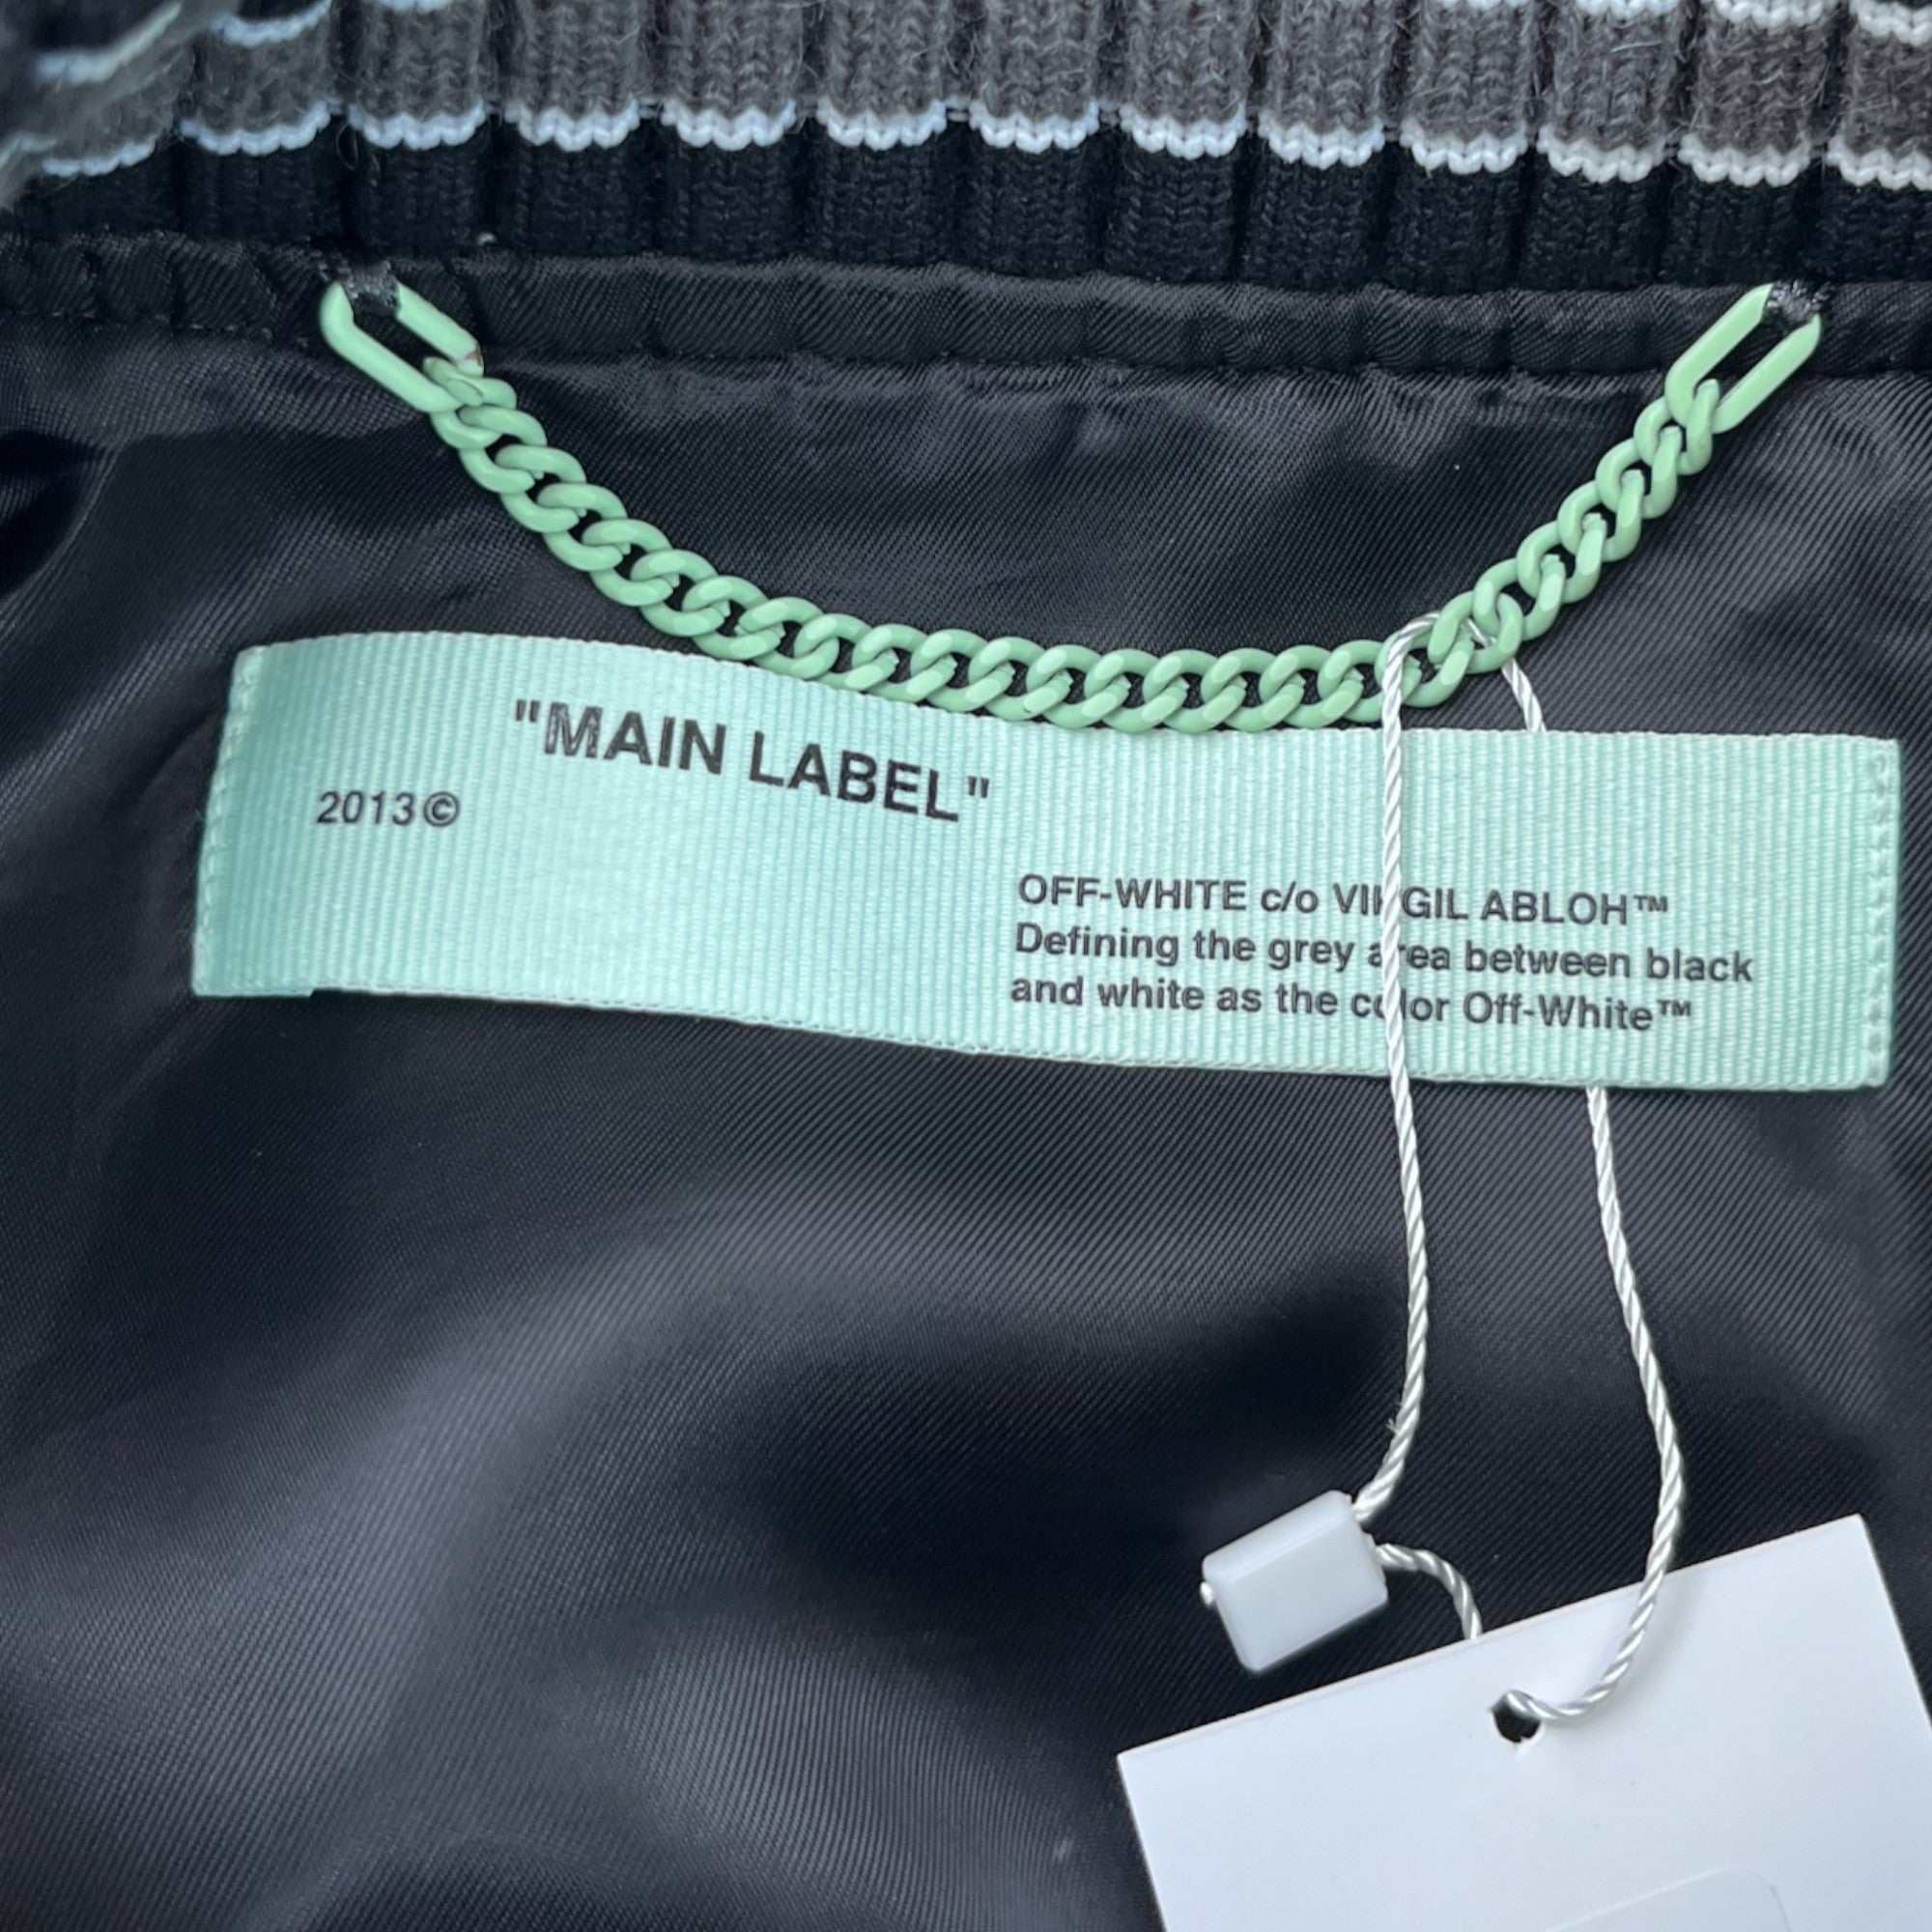 "MAIN LABEL"
2013©
OFF-WHITE c/o VIRGIL ABLOH™
Defining the grey area between black
and white as the color Off-White™